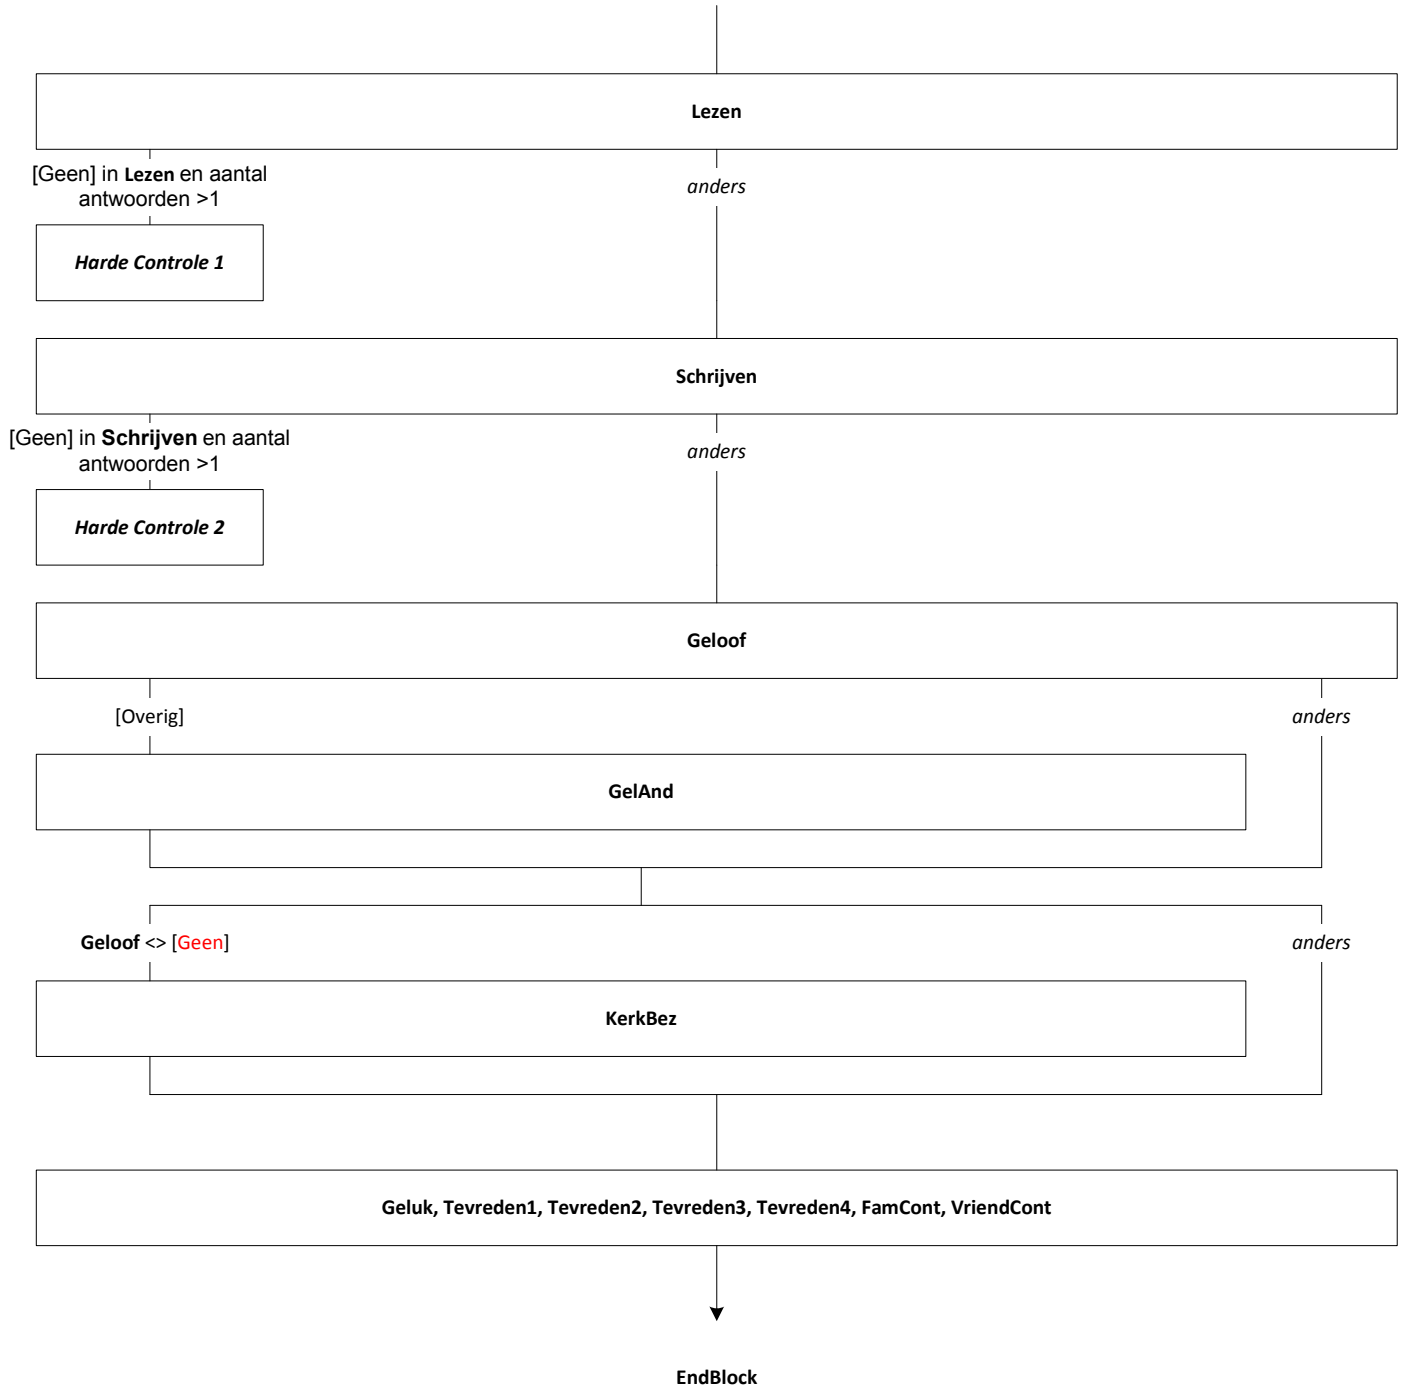 Lezen
[Geen] in Lezen en aantal
antwoorden >1
anders
Harde Controle 1
Schrijven
[Geen] in Schrijven en aantal
antwoorden >1
anders
Harde Controle 2
Geloof
[Overig]
anders
GelAnd
Geloof <> [Geen]
anders
KerkBez
Geluk, Tevreden1, Tevreden2, Tevreden3, Tevreden4, FamCont, VriendCont
EndBlock